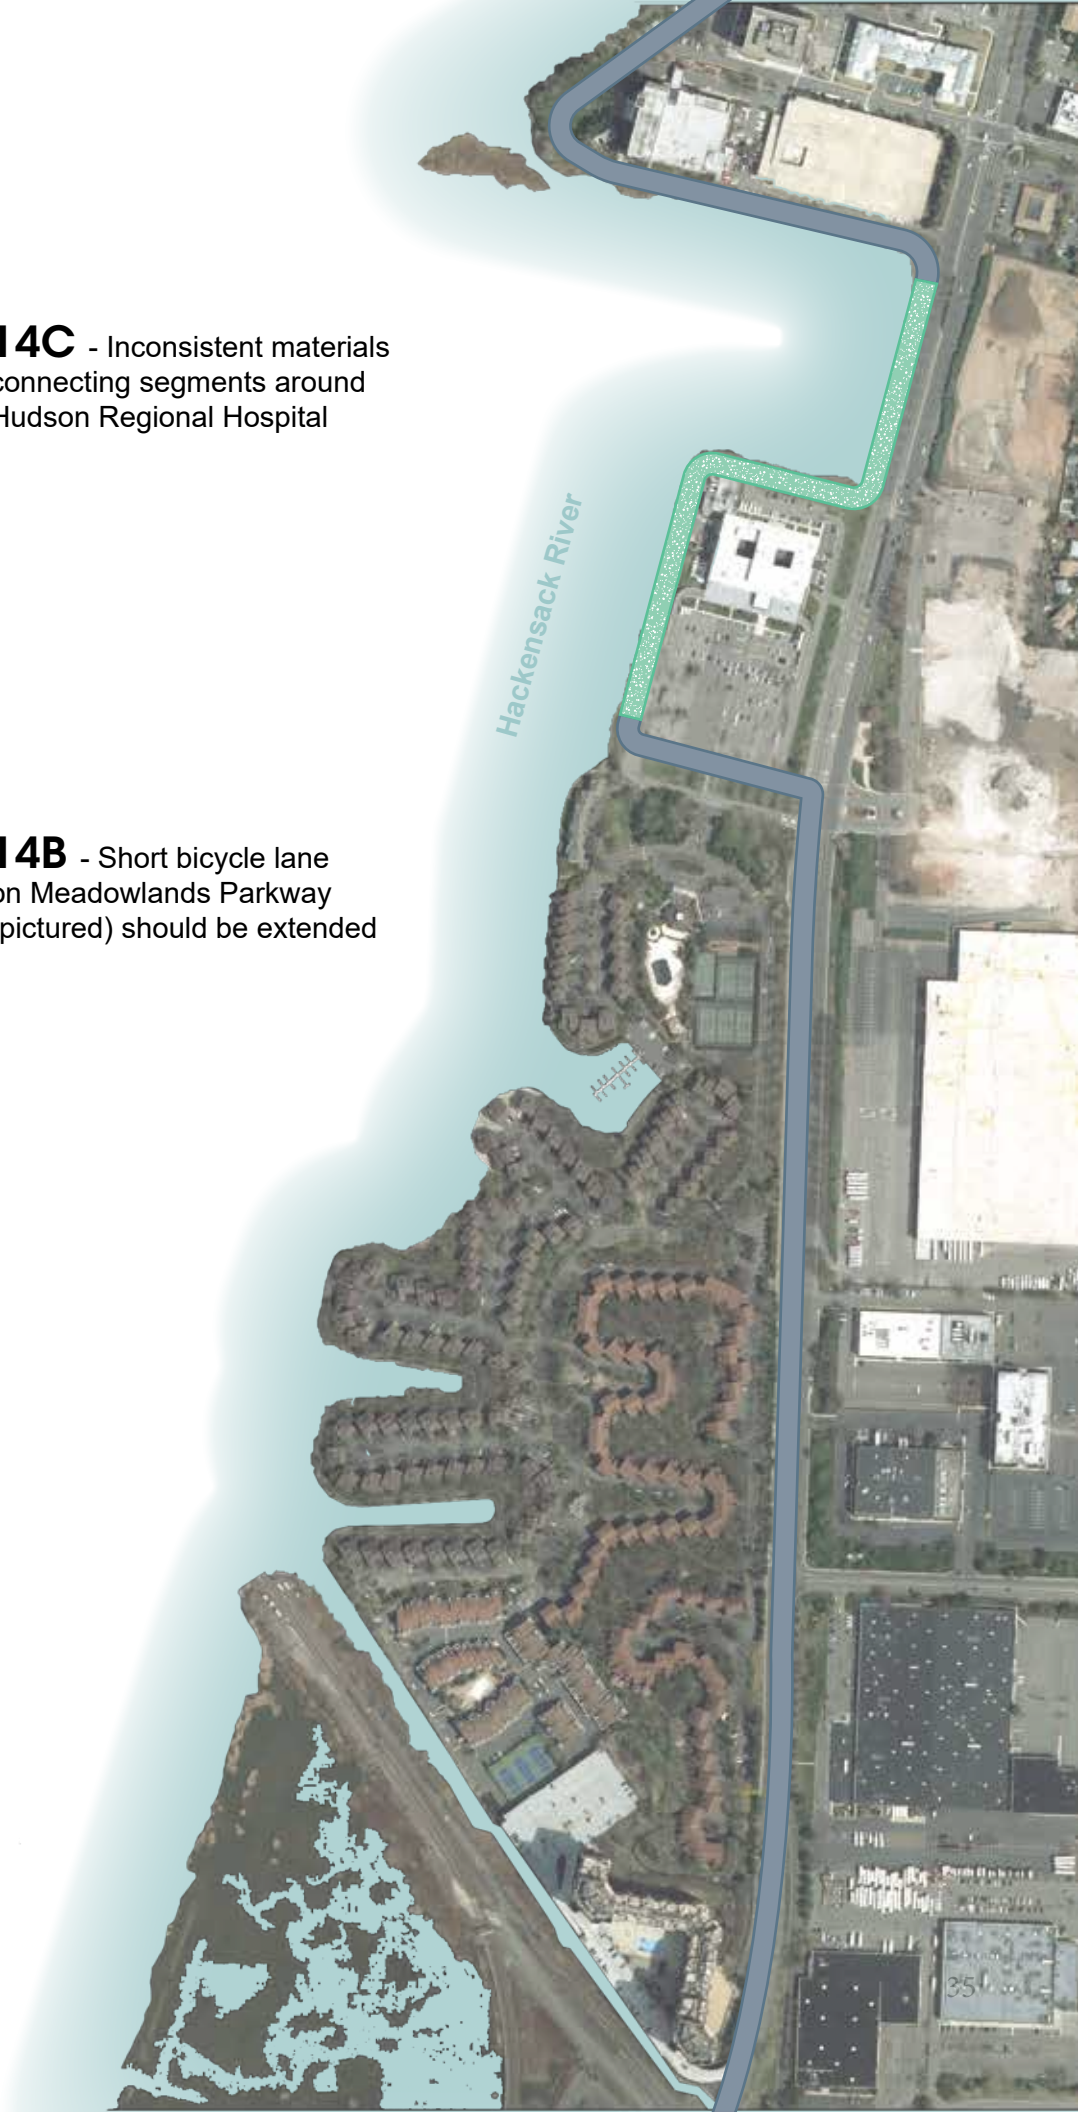 14C - Inconsistent materials
connecting segments around
Hudson Regional Hospital
Hackensack River
14B - Short bicycle lane
on Meadowlands Parkway
pictured) should be extended
35